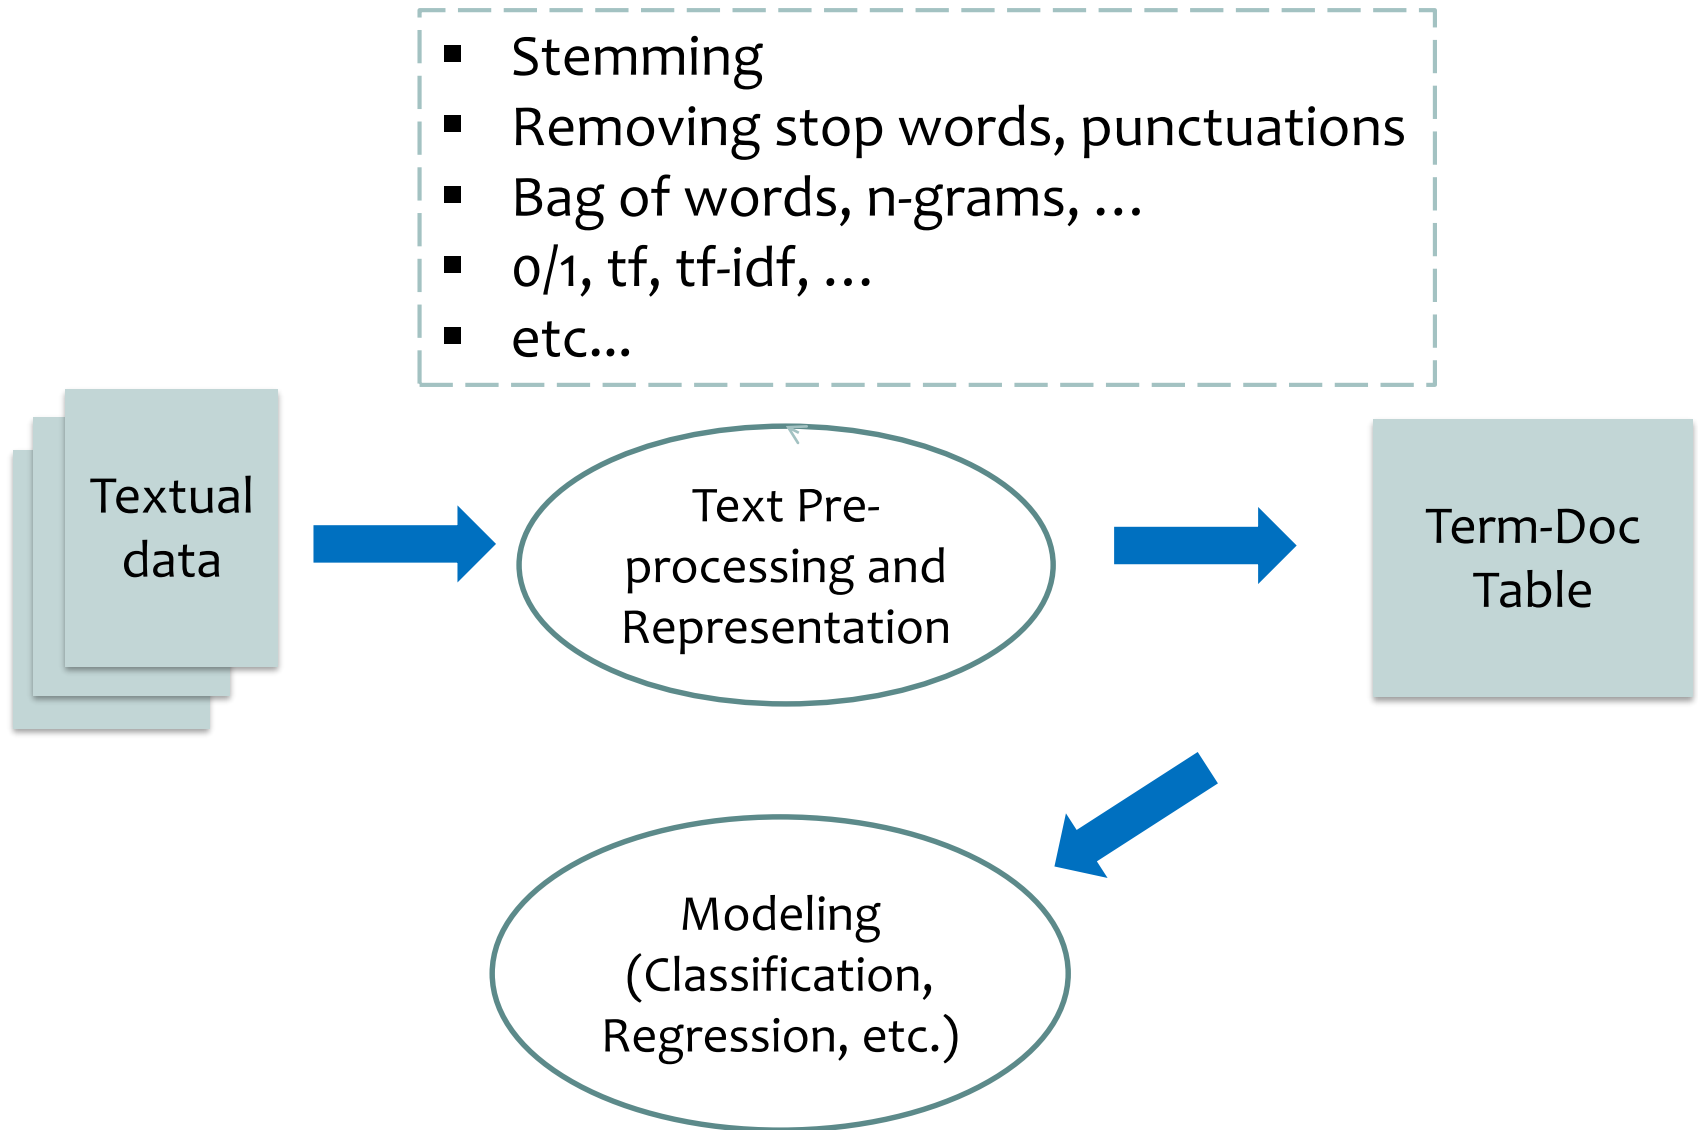 ▪ Stemming
▪ Removing stop words, punctuations
▪ Bag of words, n-grams, …
▪ 0/1, tf, tf-idf, …
▪ etc...
Textual
data
Text Pre-
processing and
Representation
Term-Doc
Table
Modeling
(Classification,
Regression, etc.)